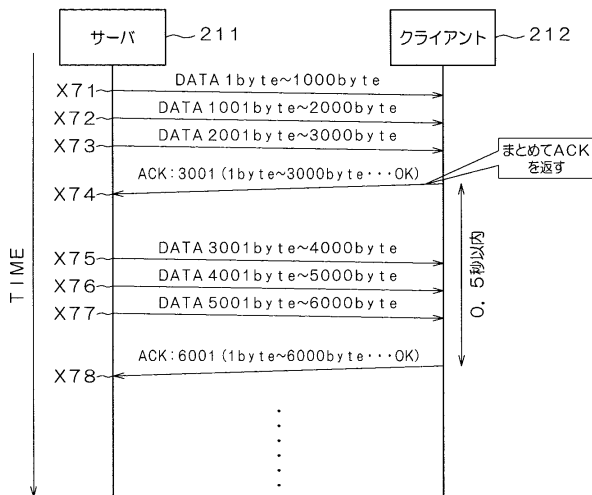 サーバ
211
クライアント
212
X71
DATA 1byte~1000byte
X72
DATA 1001byte~2000byte
X73
DATA 2001byte~3000byte
まとめてACK
を返す
X74
ACK:3001 (1byte~3000byte・・・OK)
TIME
X75
DATA 3001byte~4000byte
X76
DATA 4001byte~5000byte
X77
DATA 5001byte~6000byte
0.5秒以内
X78
ACK:6001 (1byte~6000byte・・・OK)